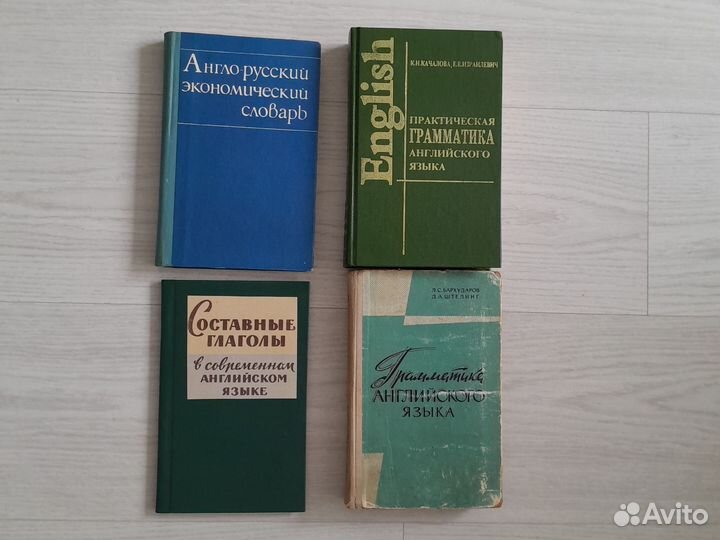 Англо-русский
экономический
словарь
English
К.Н.КАЧАЛОВА, Е.Е.ИЗРАИЛЕВИЧ
ПРАКТИЧЕСКАЯ
ГРАММАТИКА
АНГЛИЙСКОГО
ЯЗЫКА
СОСТАВНЫЕ
ГЛАГОЛЫ
в современном
АНГЛИЙСКОМ
ЯЗЫКЕ
Л.С.БАРХУДАРОВ
Д.А.ШТЕЛИНГ
Грамматика
АНГЛИЙСКОГО
ЯЗЫКА
Avito